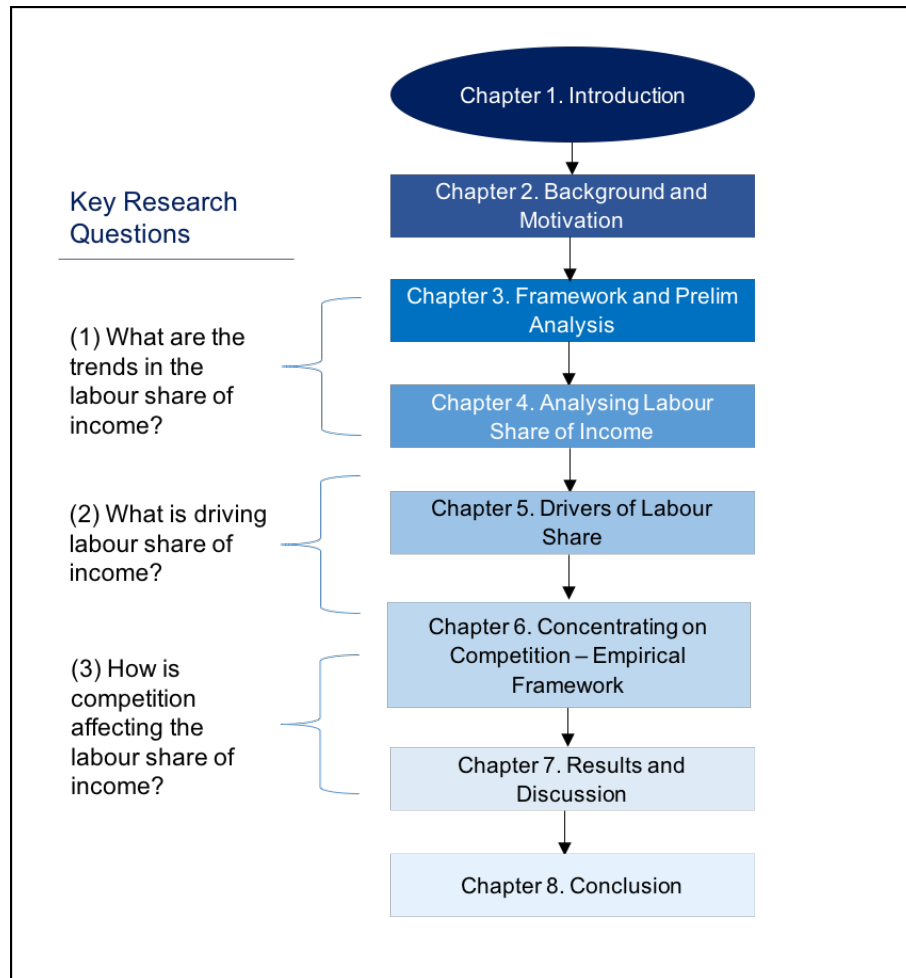 Chapter 1. Introduction
Key Research
Questions
Chapter 2. Background and
Motivation
Chapter 3. Framework and Prelim
Analysis
(1) What are the
trends in the
labour share of
income?
Chapter 4. Analysing Labour
Share of Income
(2) What is driving
labour share of
income?
Chapter 5. Drivers of Labour
Share
Chapter 6. Concentrating on
Competition – Empirical
Framework
(3) How is
competition
affecting the
labour share of
income?
Chapter 7. Results and
Discussion
Chapter 8. Conclusion